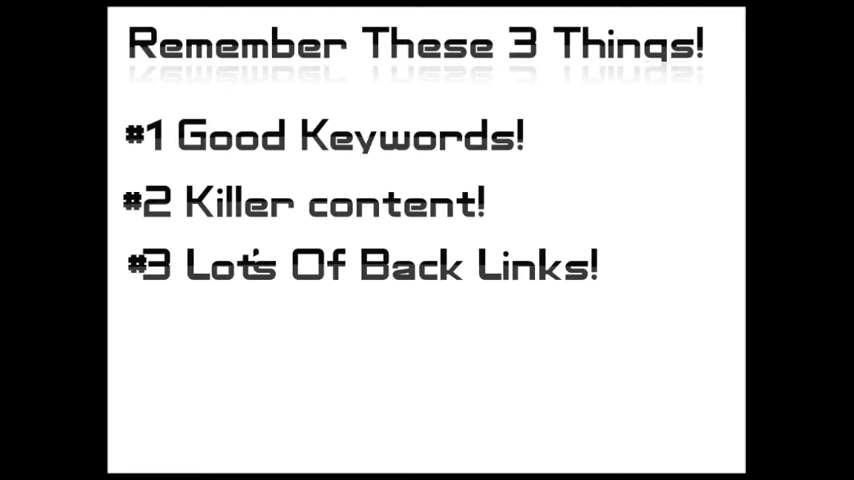 Remember These 3 Things!
#1 Good Keywords!
#2 Killer content!
#3 Lot's Of Back Links!